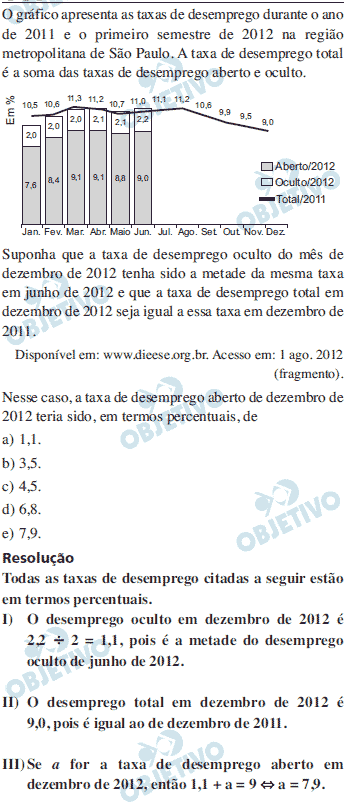 O gráfico apresenta as taxas de desemprego durante o ano
de 2011 e o primeiro semestre de 2012 na região
metropolitana de São Paulo. A taxa de desemprego total
é a soma das taxas de desemprego aberto e oculto.
Em %
10,5 10,6 11,3 11,2 10,7 11,0 11,1 11,2 10,6 9,9 9,5 9,0
2,0 2,0 2,0 2,1 2,1 2,2
7,6 8,4 9,1 9,1 8,8 9,0
Aberto/2012
Oculto/2012
Total/2011
Jan. Fev. Mar. Abr. Maio Jun. Jul. Ago. Set. Out. Nov. Dez.
Suponha que a taxa de desemprego oculto do mês de
dezembro de 2012 tenha sido a metade da mesma taxa
em junho de 2012 e que a taxa de desemprego total em
dezembro de 2012 seja igual a essa taxa em dezembro de
2011.
Disponível em: www.dieese.org.br. Acesso em: 1 ago. 2012
(fragmento).
Nesse caso, a taxa de desemprego aberto de dezembro de
2012 teria sido, em termos percentuais, de
a) 1,1.
b) 3,5.
c) 4,5.
d) 6,8.
e) 7,9.
Resolução
Todas as taxas de desemprego citadas a seguir estão
em termos percentuais.
I) O desemprego oculto em dezembro de 2012 é
2,2 ÷ 2 = 1,1, pois é a metade do desemprego
oculto de junho de 2012.
II) O desemprego total em dezembro de 2012 é
9,0, pois é igual ao de dezembro de 2011.
III) Se a for a taxa de desemprego aberto em
dezembro de 2012, então 1,1 + a = 9 ⇔ a = 7,9.
OBJETIVO
OBJETIVO
OBJETIVO
OBJETIVO
OBJETIVO
OBJETIVO
OBJETIVO
OBJETIVO